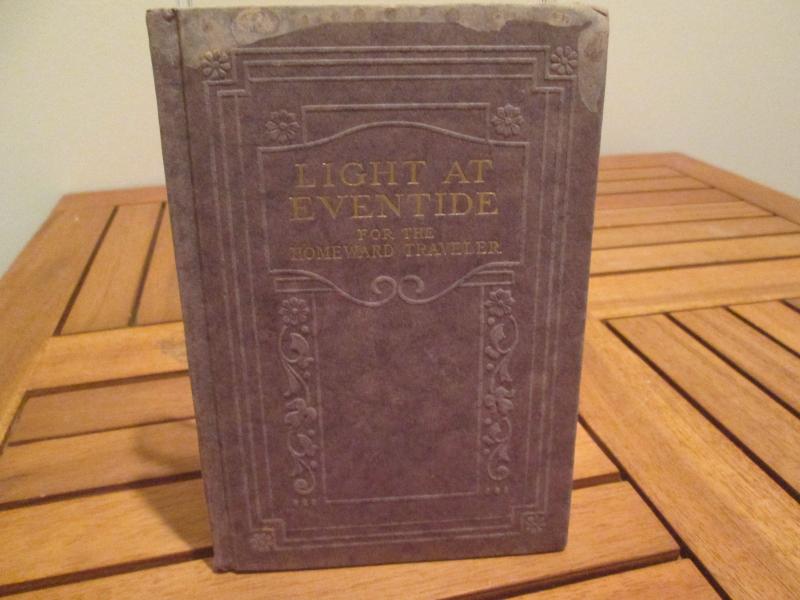 LIGHT AT
EVENTIDE
FOR THE
HOMEWARD TRAVELER